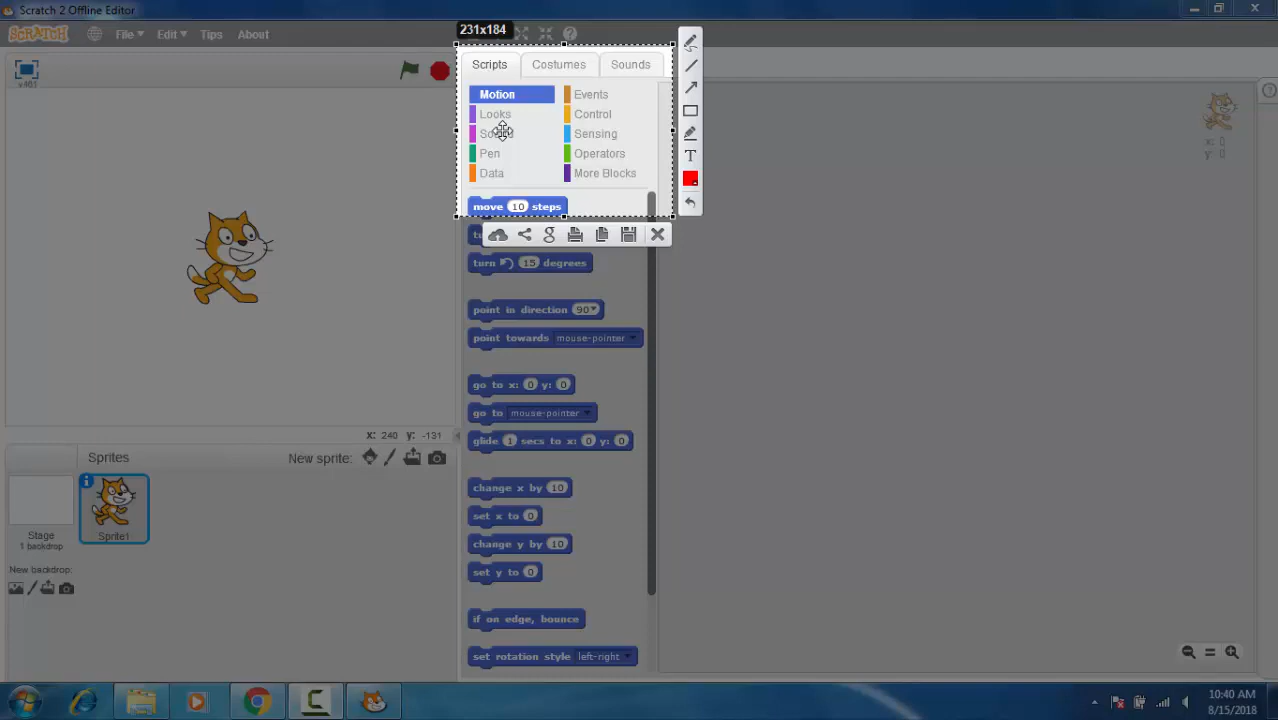 Scratch 2 Offline Editor
231x184
SCRATCH File Edit Tips About
Scripts Costumes Sounds
v461
Motion Events
Looks Control
Sensing
Pen Operators
Data More Blocks
x: 0
y: 0
move 10 steps
turn 15 degrees
point in direction 90
point towards mouse-pointer
go to x: 0 y: 0
go to mouse-pointer
glide 1 secs to x: 0 y: 0
x: 240 y: -131
Sprites New sprite:
change x by 10
set x to 0
Stage
1 backdrop
Sprite1
change y by 10
New backdrop:
set y to 0
if on edge, bounce
set rotation style left-right
10:40 AM
8/15/2018